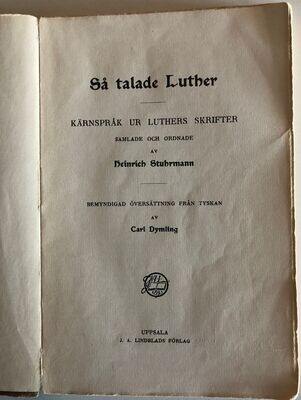 Så talade Luther
KÄRNSPRÅK UR LUTHERS SKRIFTER
SAMLADE OCH ORDNADE
AV
Heinrich Stuhrmann
BEMYNDIGAD ÖVERSÄTTNING FRÅN TYSKAN
AV
Carl Dymling
UPPSALA
J. A. LINDBLADS FÖRLAG